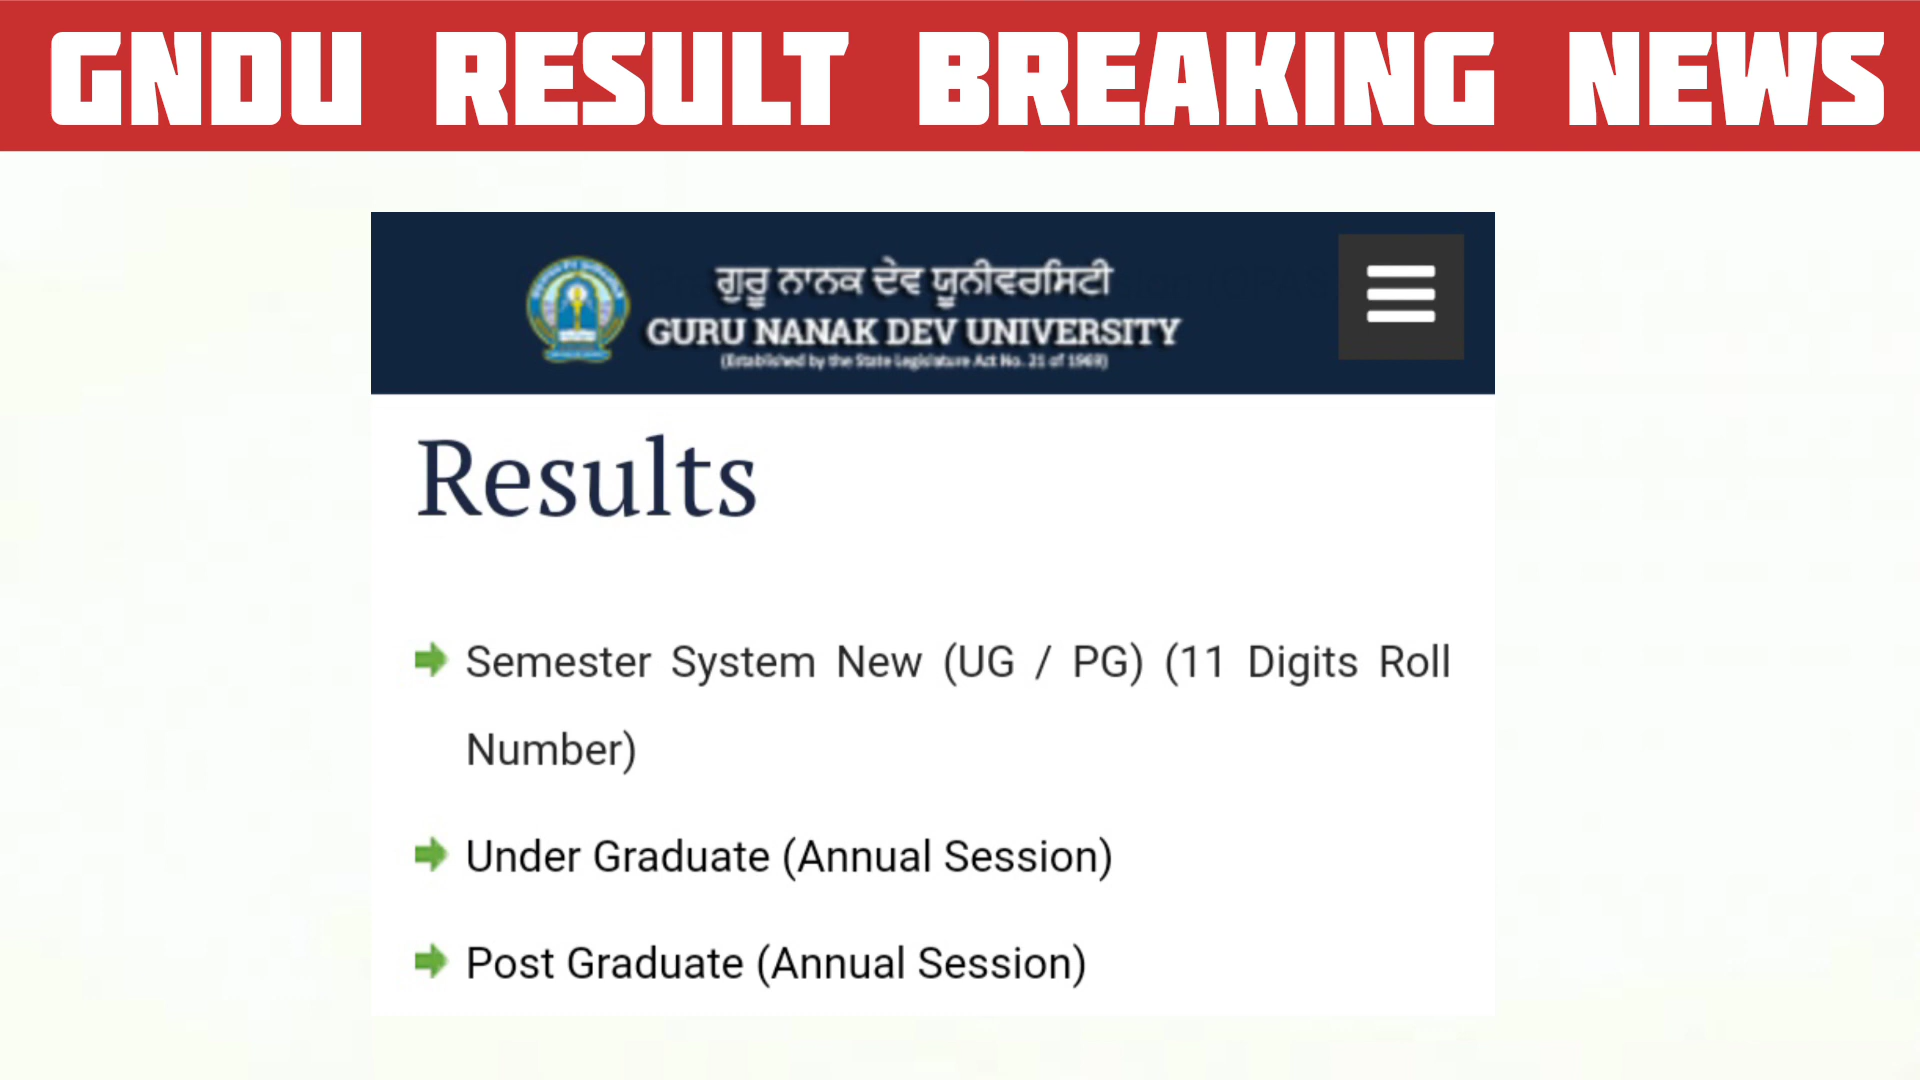 GNDU RESULT BREAKING NEWS
ਗੁਰੂ ਨਾਨਕ ਦੇਵ ਯੂਨੀਵਰਸਿਟੀ
GURU NANAK DEV UNIVERSITY
(Established by the State Legislature Act No. 21 of 1969)
Results
Semester System New (UG / PG) (11 Digits Roll
Number)
Under Graduate (Annual Session)
Post Graduate (Annual Session)